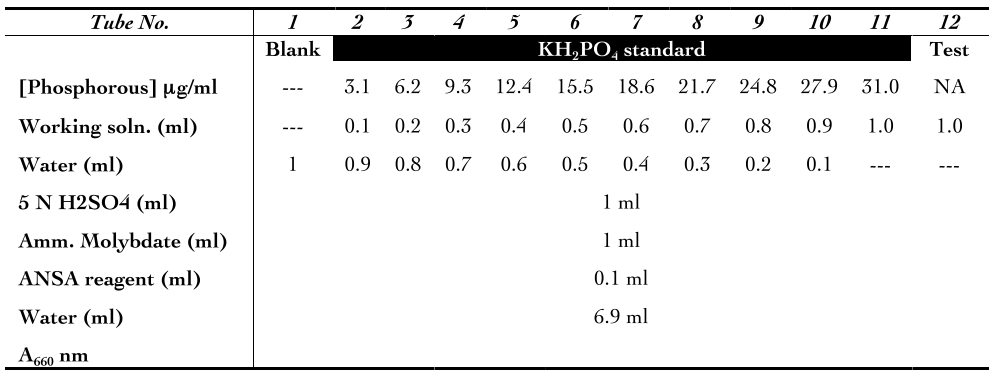 Tube No. 1 2 3 4 5 6 7 8 9 10 11 12
Blank KH₂PO₄ standard Test
[Phosphorous] µg/ml --- 3.1 6.2 9.3 12.4 15.5 18.6 21.7 24.8 27.9 31.0 NA
Working soln. (ml) --- 0.1 0.2 0.3 0.4 0.5 0.6 0.7 0.8 0.9 1.0 1.0
Water (ml) 1 0.9 0.8 0.7 0.6 0.5 0.4 0.3 0.2 0.1 --- ---
5 N H2SO4 (ml) 1 ml
Amm. Molybdate (ml) 1 ml
ANSA reagent (ml) 0.1 ml
Water (ml) 6.9 ml
A₆₆₀ nm